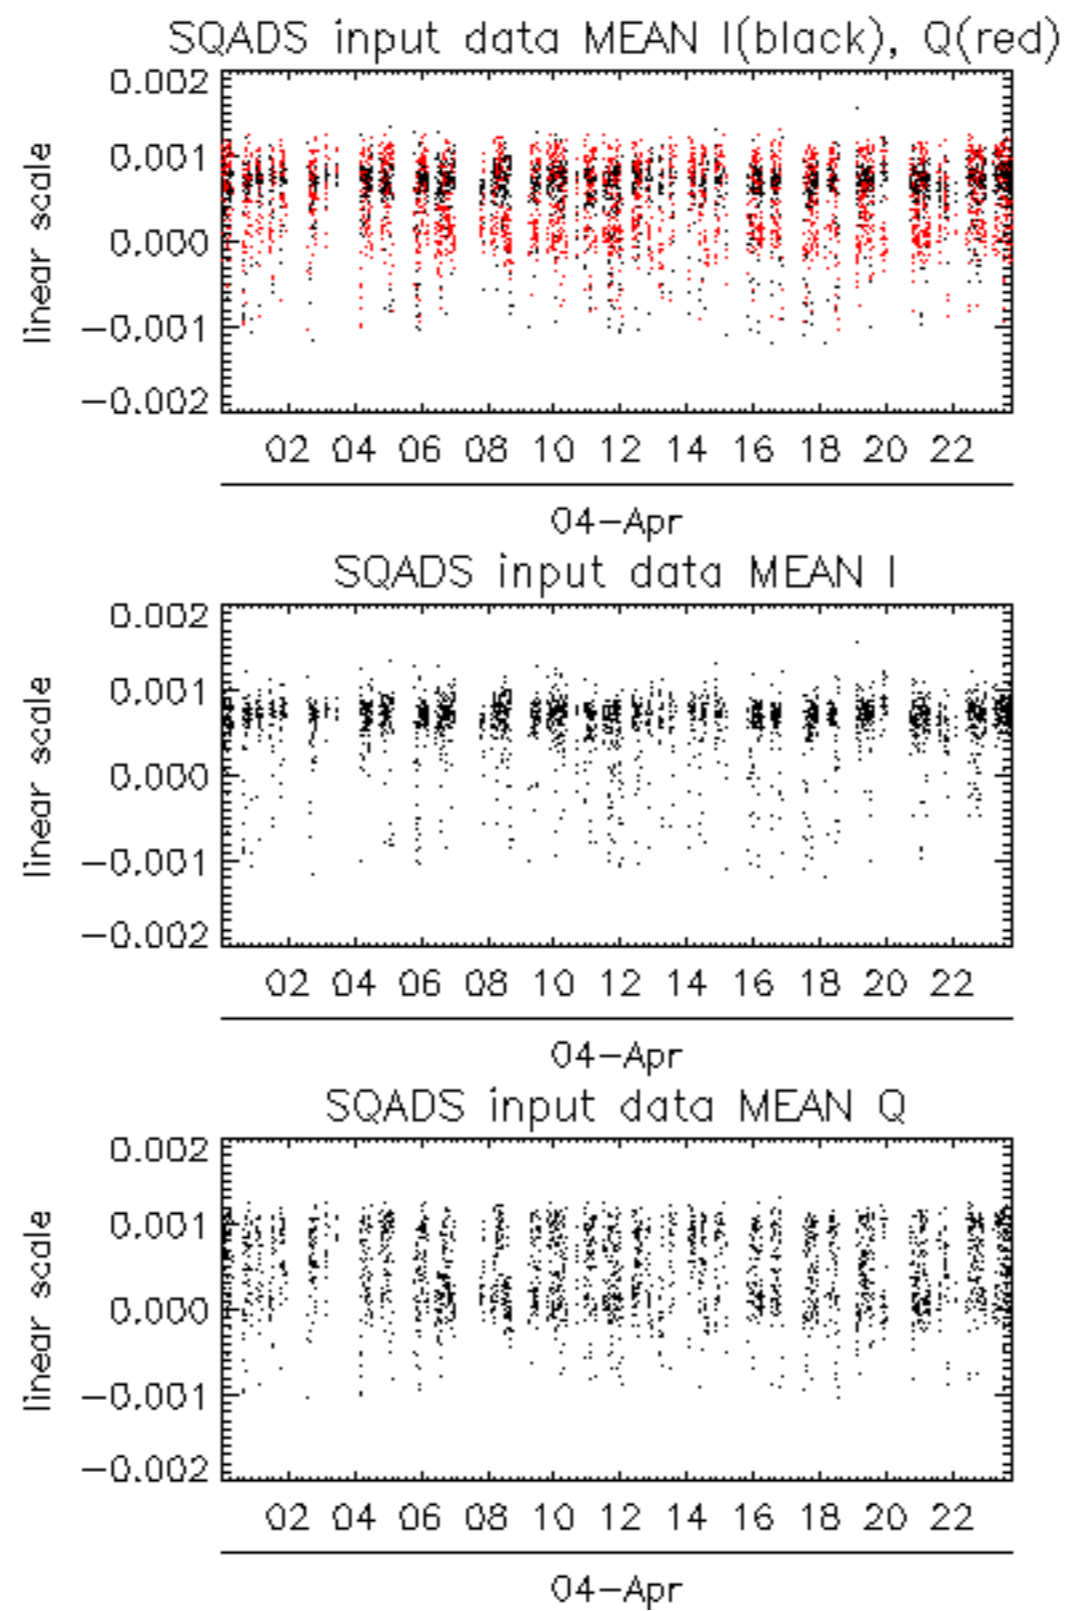 SQADS input data MEAN I(black), Q(red)
0.002
0.001
0.000
−0.001
−0.002
linear scale
02 04 06 08 10 12 14 16 18 20 22
04−Apr
SQADS input data MEAN I
0.002
0.001
0.000
−0.001
−0.002
linear scale
02 04 06 08 10 12 14 16 18 20 22
04−Apr
SQADS input data MEAN Q
0.002
0.001
0.000
−0.001
−0.002
linear scale
02 04 06 08 10 12 14 16 18 20 22
04−Apr